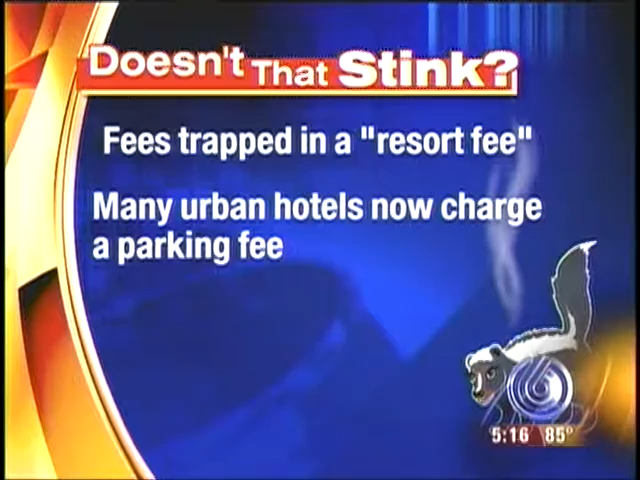 Doesn't That Stink?
Fees trapped in a "resort fee"
Many urban hotels now charge
a parking fee
5:16 85°